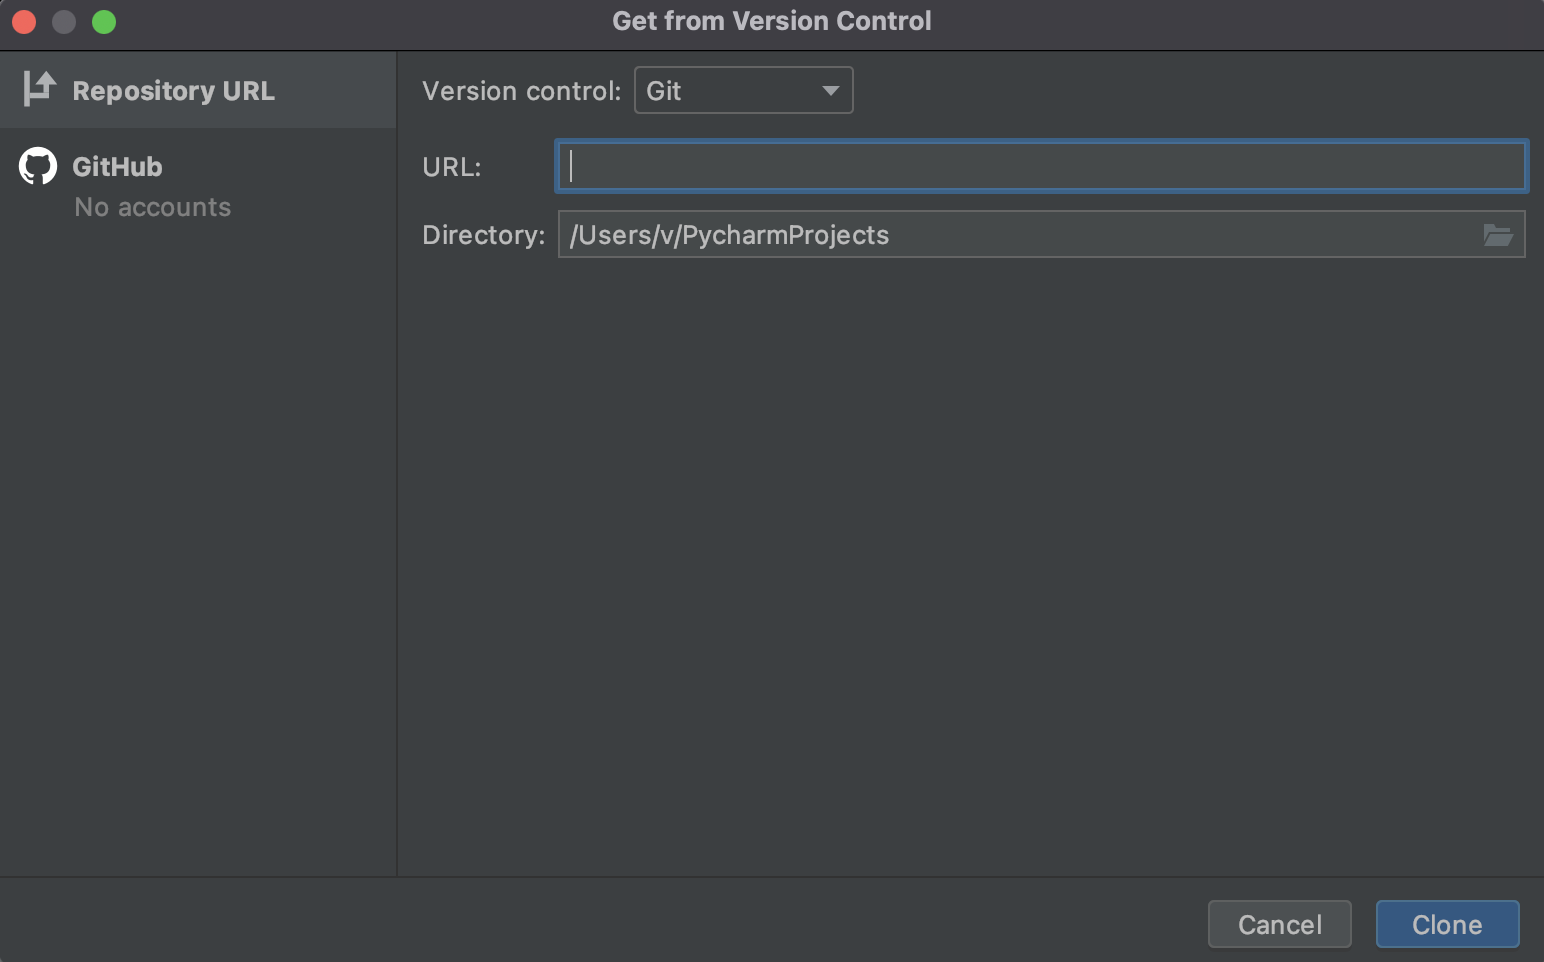 Get from Version Control
Repository URL
GitHub
No accounts
Version control: Git
URL:
Directory: /Users/v/PycharmProjects
Cancel Clone